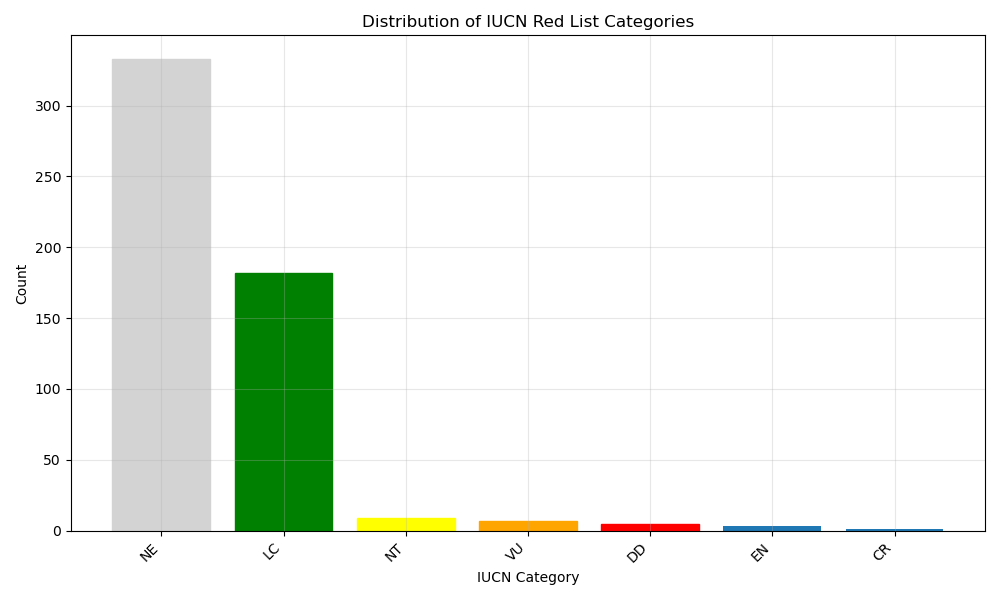 Distribution of IUCN Red List Categories
300
250
200
150
100
50
0
Count
NE
LC
NT
VU
DD
EN
CR
IUCN Category